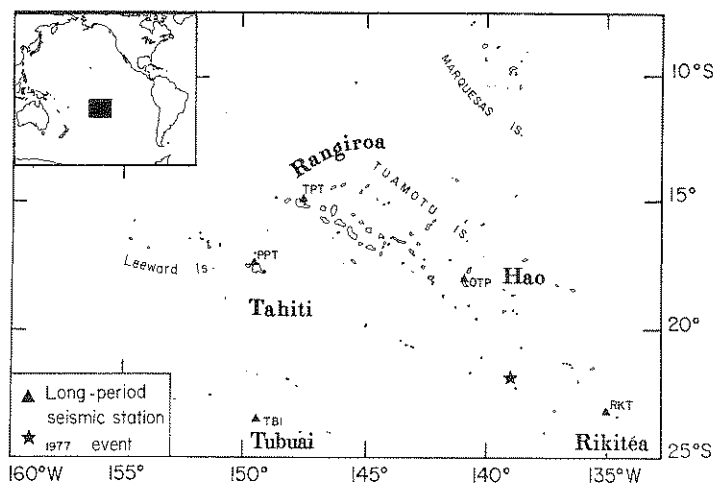 MARQUESAS IS.
10°S
Rangiroa
TPT
TUAMOTU IS.
15°
PPT
Leeward Is.
OTP
Hao
Tahiti
20°
Long-period
seismic station
1977 event
TBI
Tubuai
RKT
Rikitéa
25°S
160°W
155°
150°W
145°
140°W
135°W